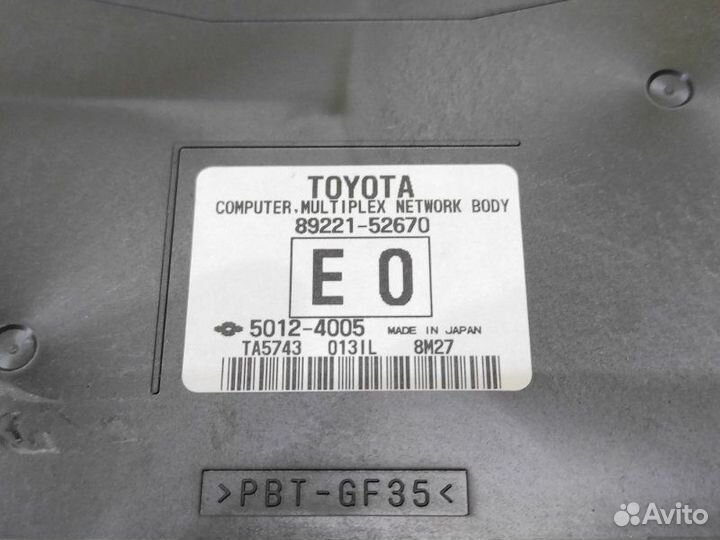 TOYOTA
COMPUTER,MULTIPLEX NETWORK BODY
89221-52670
E 0
5012-4005 MADE IN JAPAN
TA5743 013IL 8M27
>PBT-GF35<
Avito